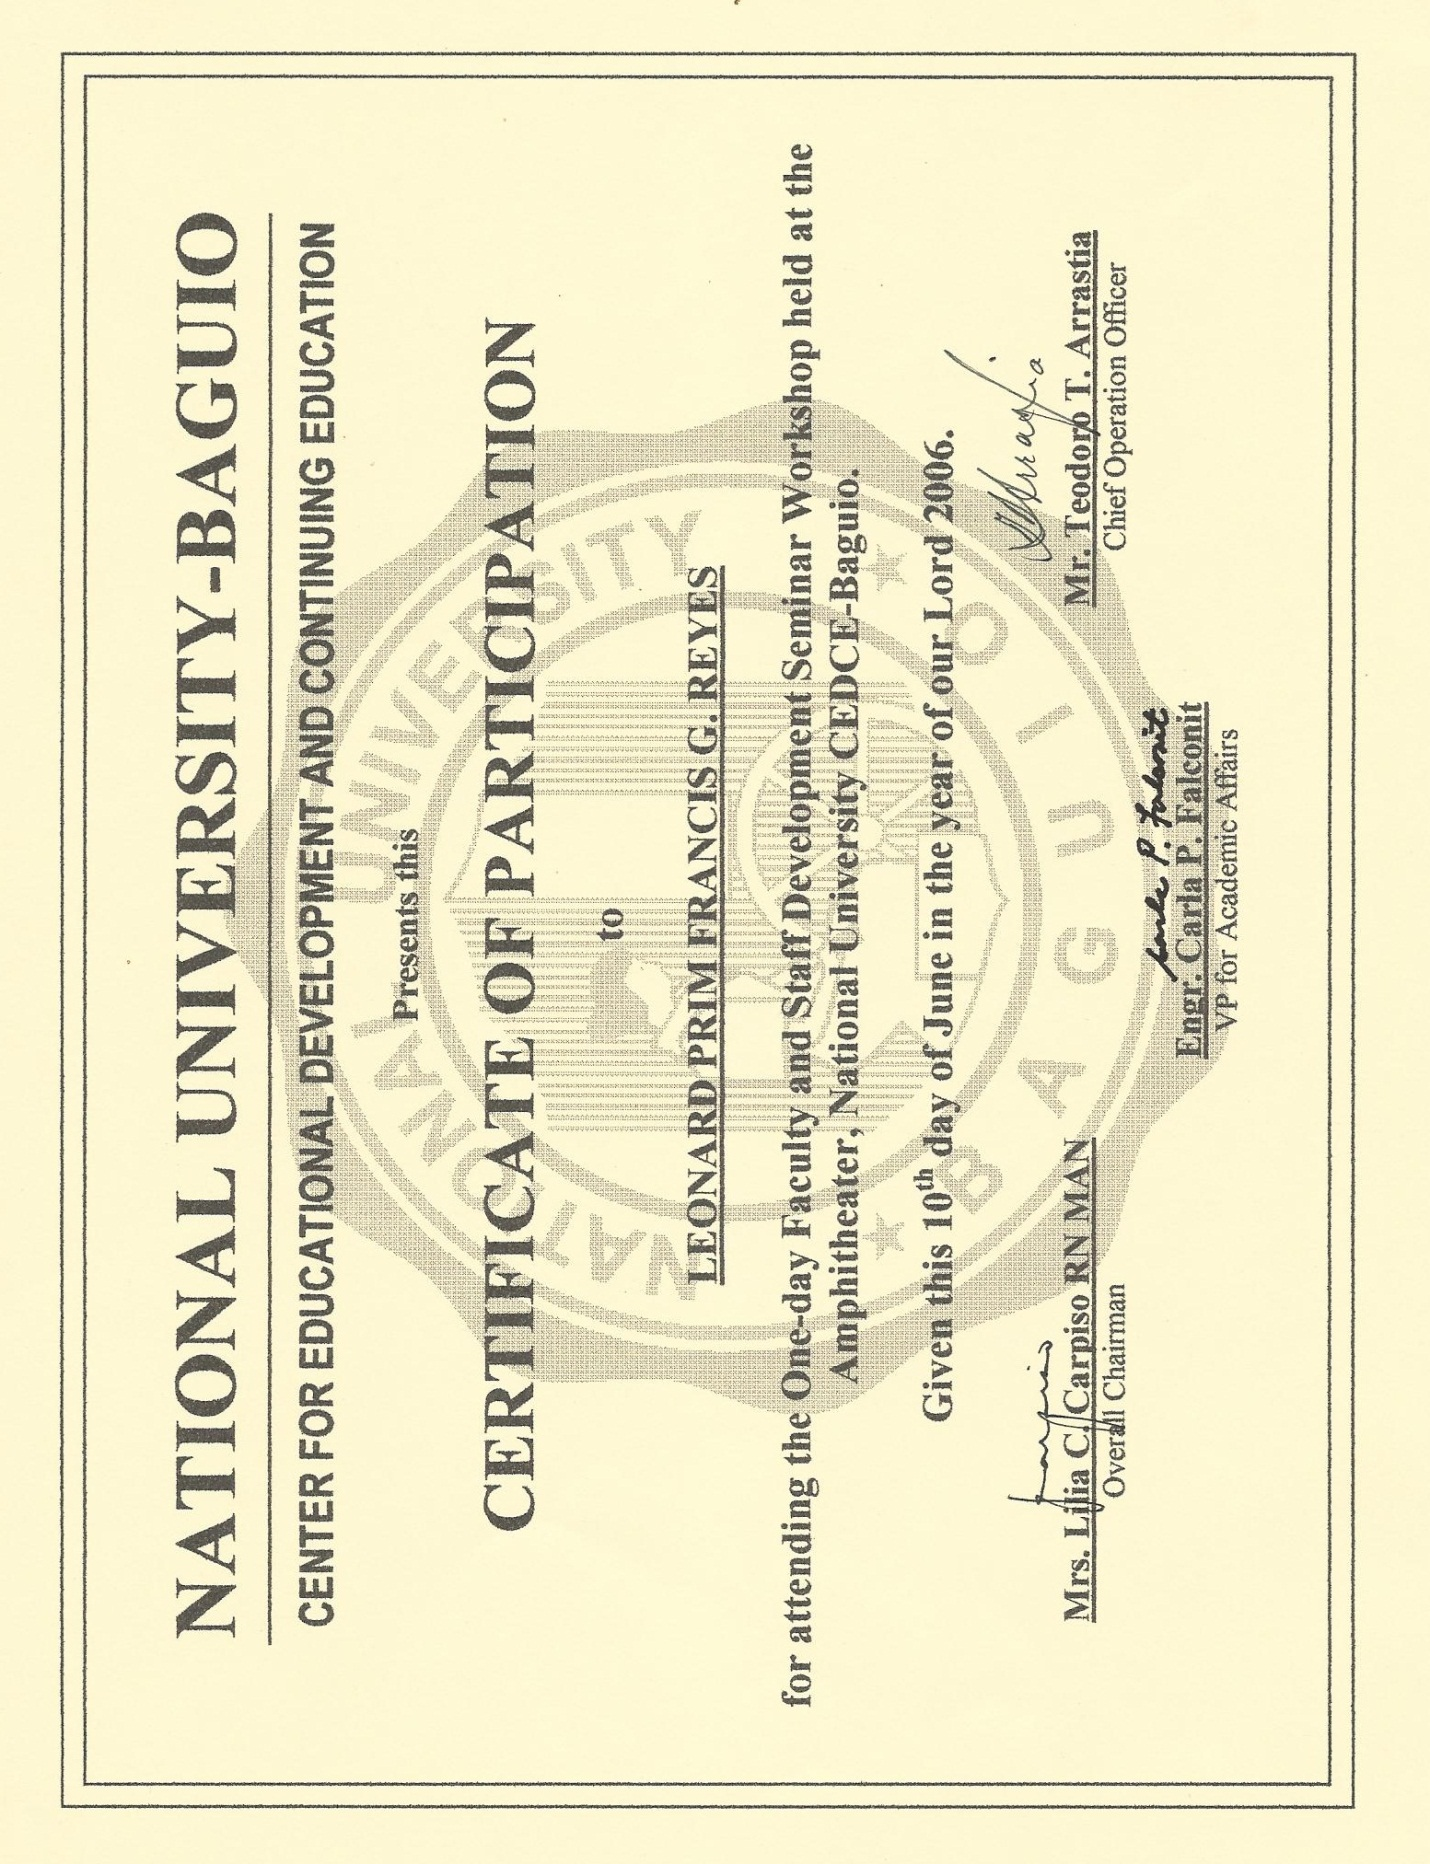 NATIONAL UNIVERSITY-BAGUIO
CENTER FOR EDUCATIONAL DEVELOPMENT AND CONTINUING EDUCATION
Presents this
CERTIFICATE OF PARTICIPATION
to
LEONARD PRIM FRANCIS G. REYES
for attending the One-day Faculty and Staff Development Seminar Workshop held at the
Amphitheater, National University CEDCE-Baguio.
Given this 10th day of June in the year of our Lord 2006.
Mrs. Lilia C. Carpiso RN MAN
Overall Chairman
Mr. Teodoro T. Arrastia
Chief Operation Officer
Engr. Carla P. Falconit
VP for Academic Affairs
UNIVERSITY
BAGUIO CITY